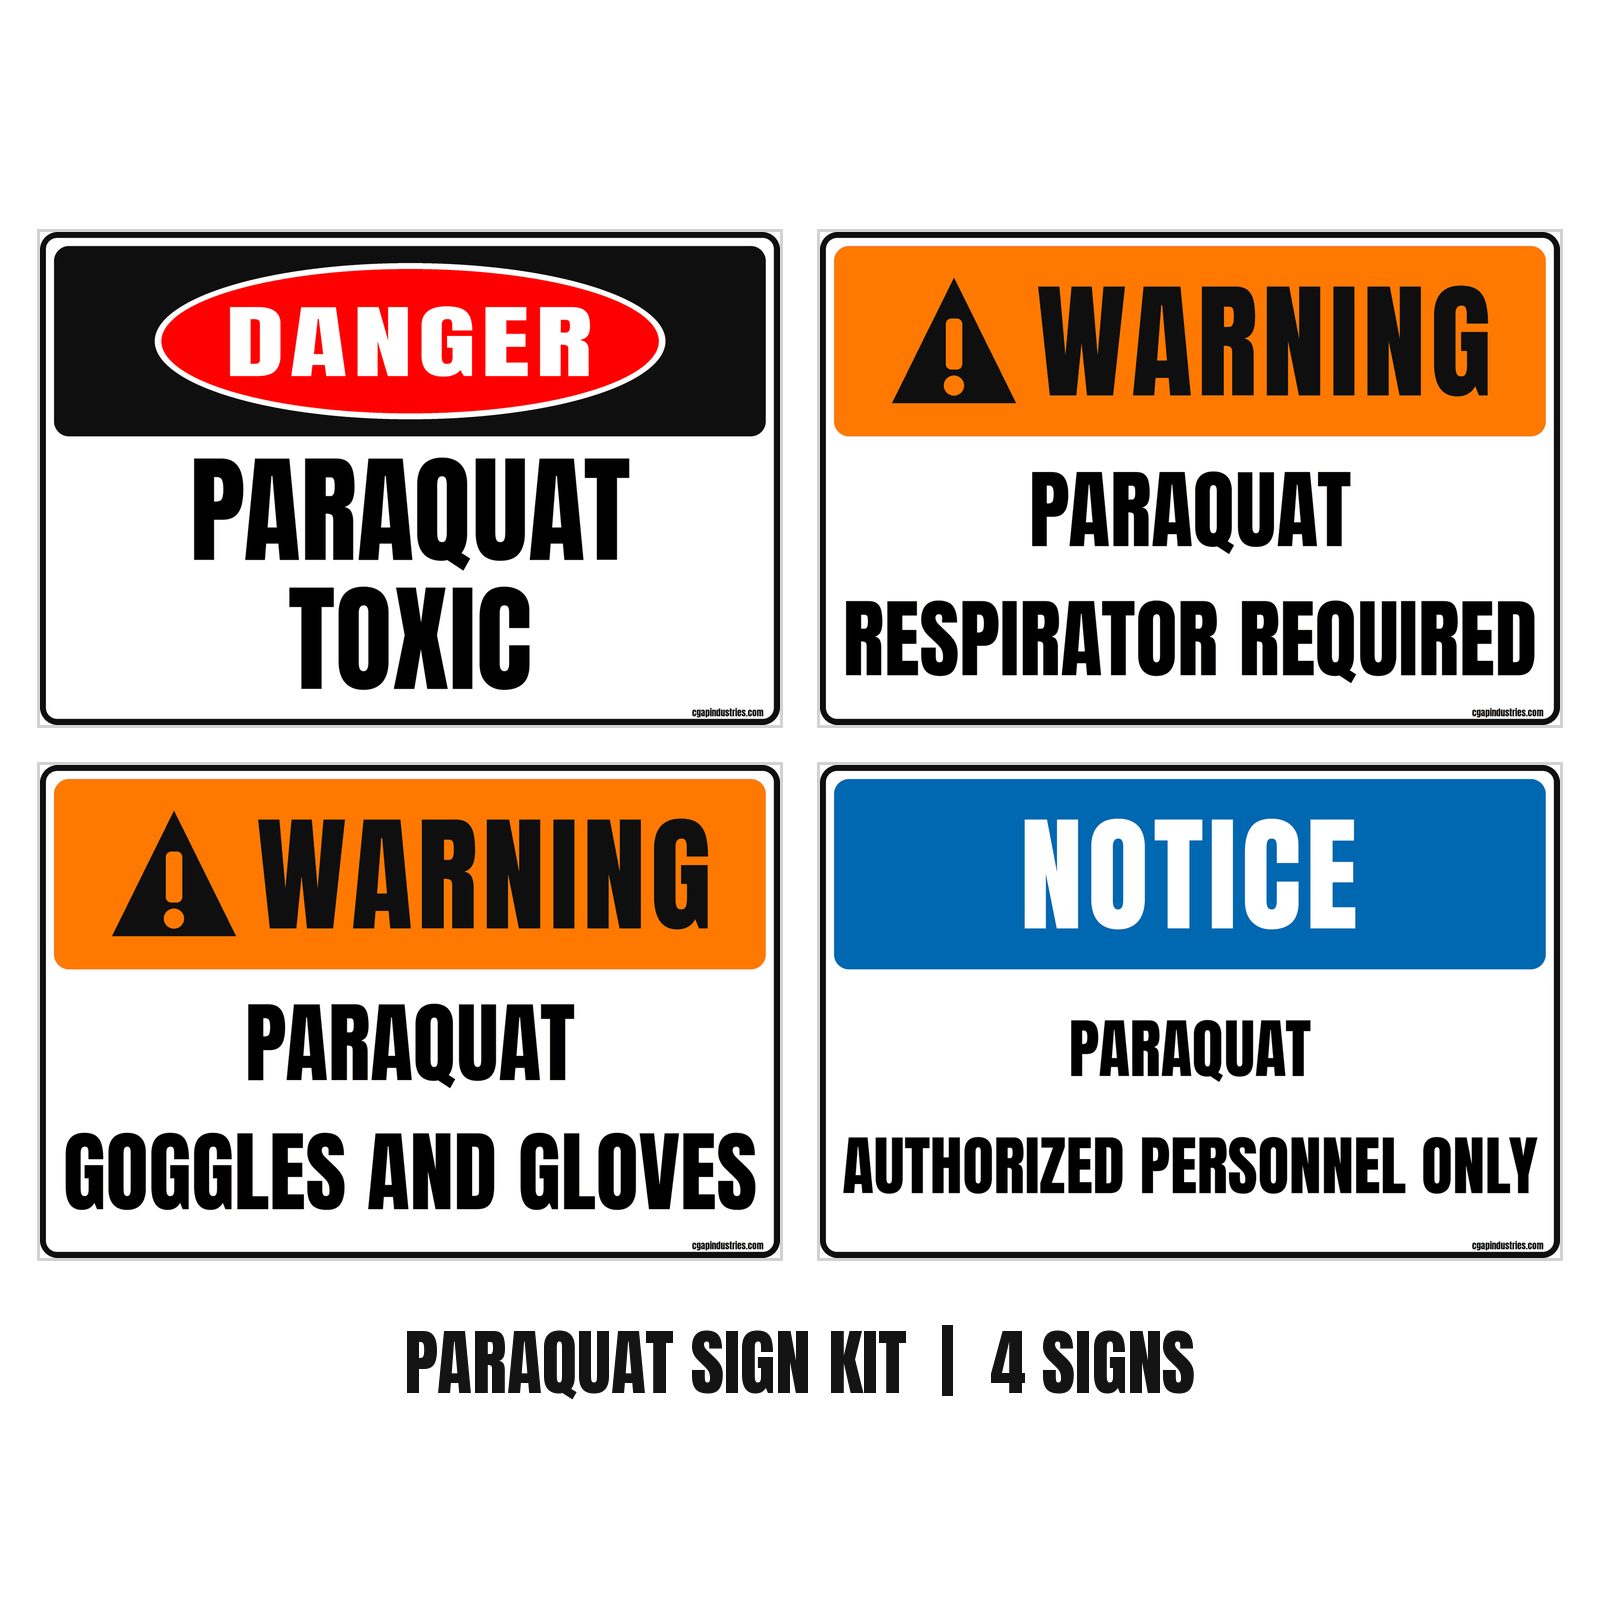 DANGER
PARAQUAT
TOXIC
cgapindustries.com
WARNING
PARAQUAT
RESPIRATOR REQUIRED
cgapindustries.com
WARNING
PARAQUAT
GOGGLES AND GLOVES
cgapindustries.com
NOTICE
PARAQUAT
AUTHORIZED PERSONNEL ONLY
cgapindustries.com
PARAQUAT SIGN KIT | 4 SIGNS